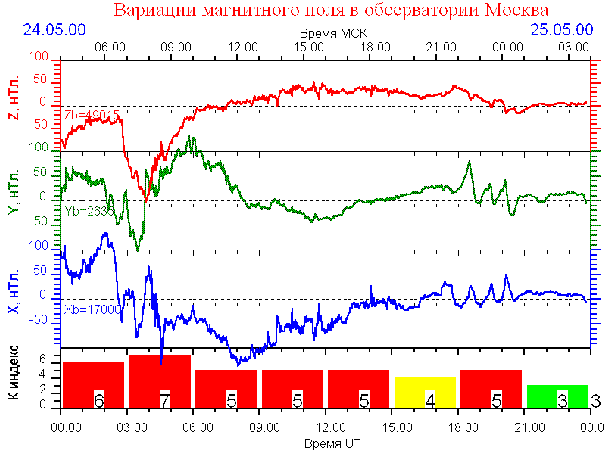 Вариации магнитного поля в обсерватории Москва
24.05.00 Время МСК 25.05.00
06:00 09:00 12:00 15:00 18:00 21:00 00:00 03:00
100
Z, нТл. 50
0
Zb=49015
50
100
Y, нТл. 50
0
50
100
X, нТл. 50
0
Xb=17000
-50
К индекс 6
6 7 5 5 5 4 5 3 3
00:00 03:00 06:00 09:00 12:00 15:00 18:00 21:00 00:0
Время UT